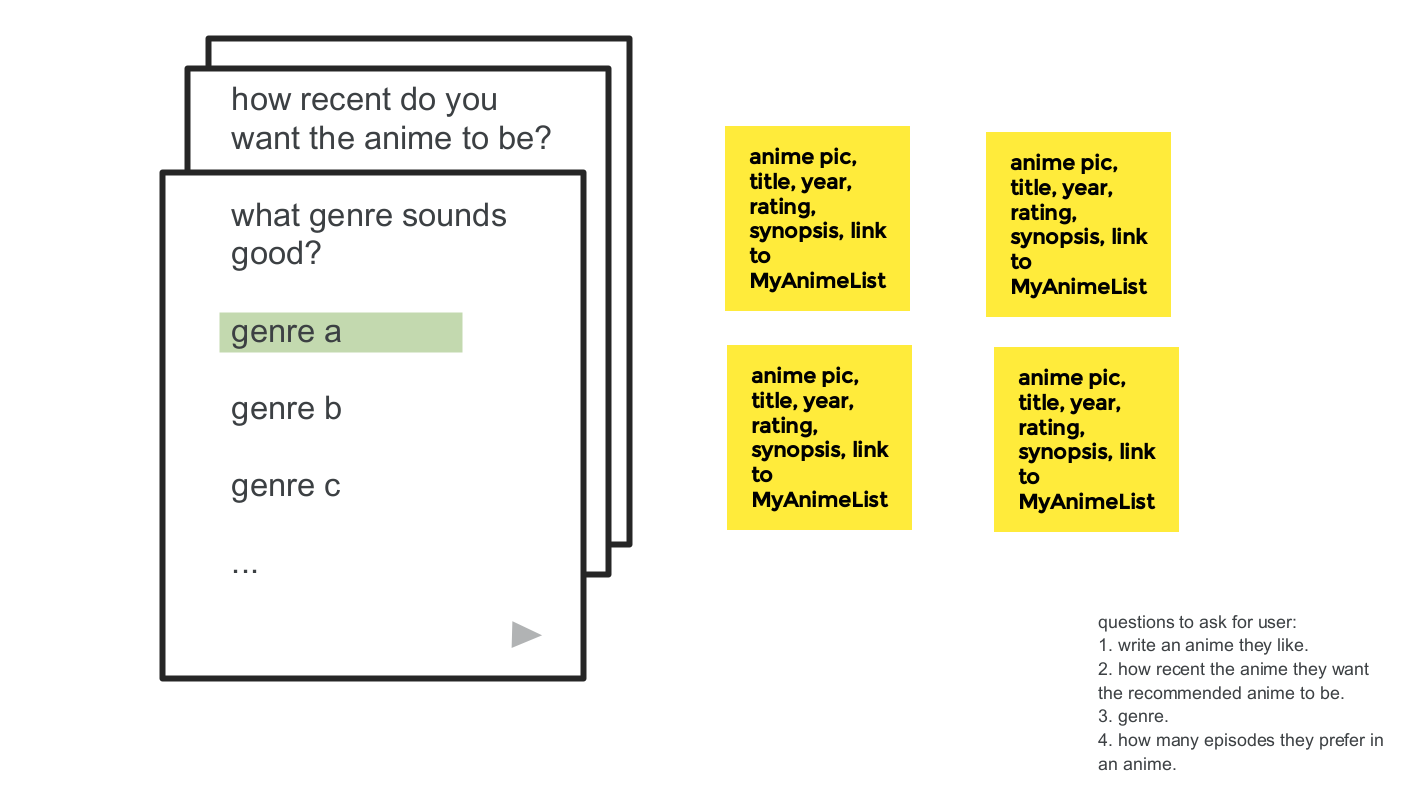 how recent do you
want the anime to be?
what genre sounds
good?
genre a
genre b
genre c
...
anime pic,
title, year,
rating,
synopsis, link
to
MyAnimeList
anime pic,
title, year,
rating,
synopsis, link
to
MyAnimeList
anime pic,
title, year,
rating,
synopsis, link
to
MyAnimeList
anime pic,
title, year,
rating,
synopsis, link
to
MyAnimeList
questions to ask for user:
1. write an anime they like.
2. how recent the anime they want
the recommended anime to be.
3. genre.
4. how many episodes they prefer in
an anime.